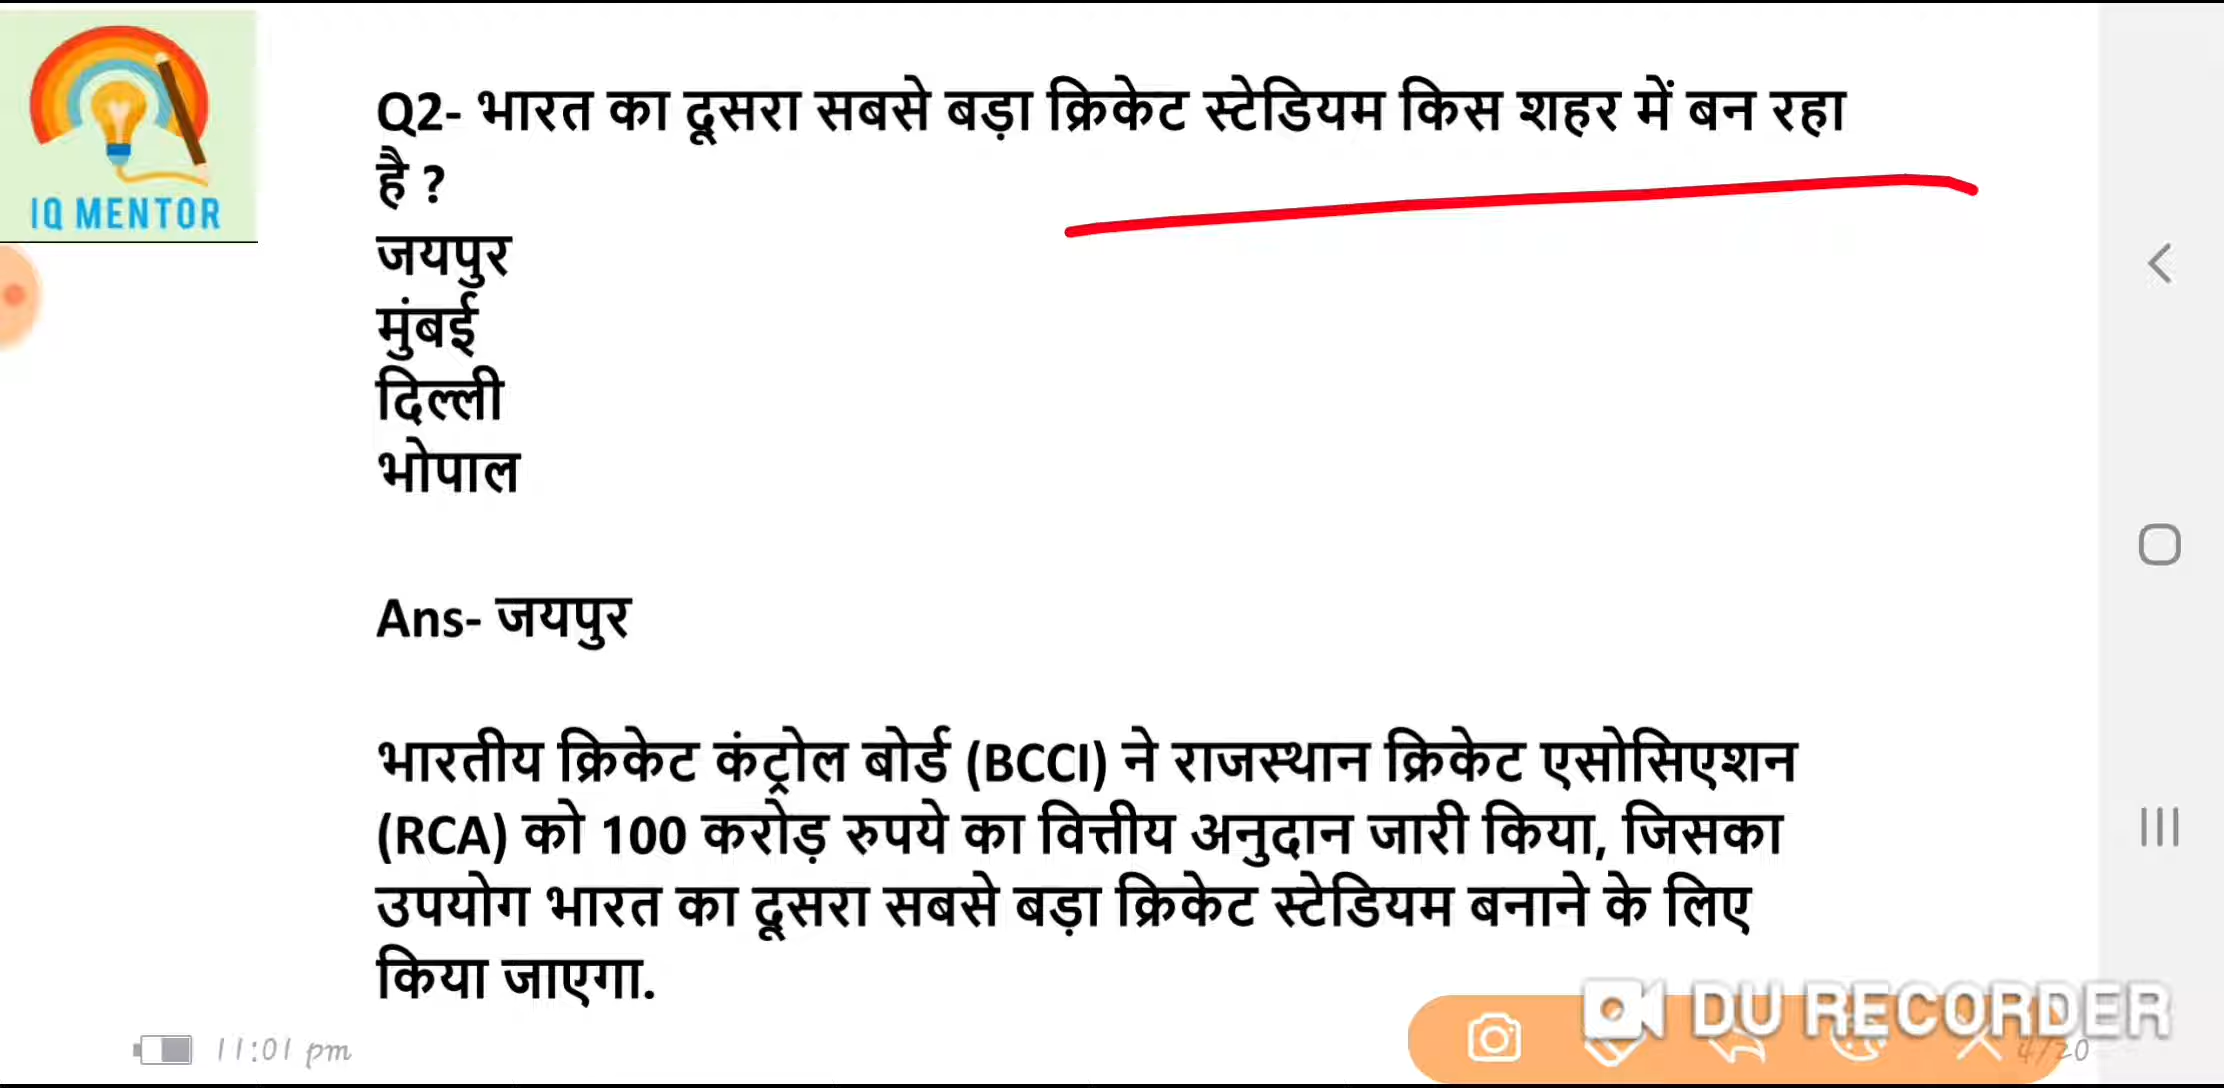 IQ MENTOR
Q2- भारत का दूसरा सबसे बड़ा क्रिकेट स्टेडियम किस शहर में बन रहा
है ?
जयपुर
मुंबई
दिल्ली
भोपाल
Ans- जयपुर
भारतीय क्रिकेट कंट्रोल बोर्ड (BCCI) ने राजस्थान क्रिकेट एसोसिएशन
(RCA) को 100 करोड़ रुपये का वित्तीय अनुदान जारी किया, जिसका
उपयोग भारत का दूसरा सबसे बड़ा क्रिकेट स्टेडियम बनाने के लिए
किया जाएगा.
DU RECORDER
11:01 pm
4/20